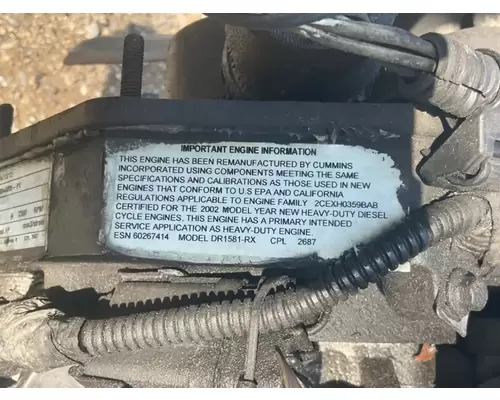 IMPORTANT ENGINE INFORMATION
THIS ENGINE HAS BEEN REMANUFACTURED BY CUMMINS
INCORPORATED USING COMPONENTS MEETING THE SAME
SPECIFICATIONS AND CALIBRATIONS AS THOSE USED IN NEW
ENGINES THAT CONFORM TO U.S EPA AND CALIFORNIA
REGULATIONS APPLICABLE TO ENGINE FAMILY 2CEXH0359BAB
CERTIFIED FOR THE 2002 MODEL YEAR NEW HEAVY-DUTY DIESEL
CYCLE ENGINES. THIS ENGINE HAS A PRIMARY INTENDED
SERVICE APPLICATION AS HEAVY-DUTY ENGINE.
ESN 60267414 MODEL DR1581-RX CPL 2687